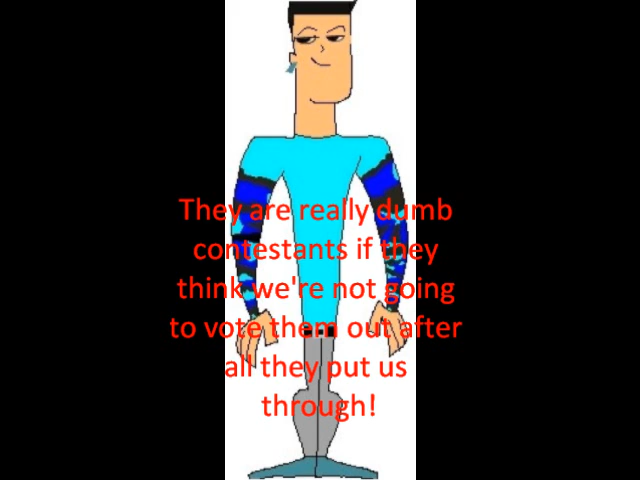 They are really dumb
contestants if they
think we're not going
to vote them out after
all they put us
through!